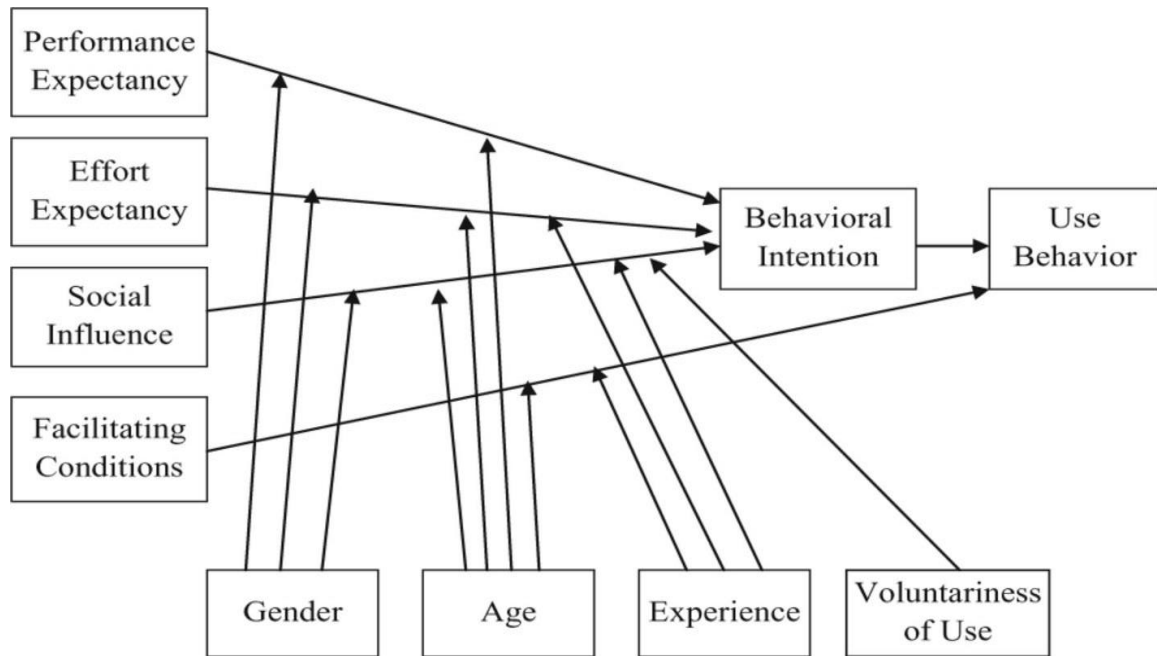 Performance
Expectancy
Effort
Expectancy
Social
Influence
Facilitating
Conditions
Behavioral
Intention
Use
Behavior
Gender
Age
Experience
Voluntariness
of Use